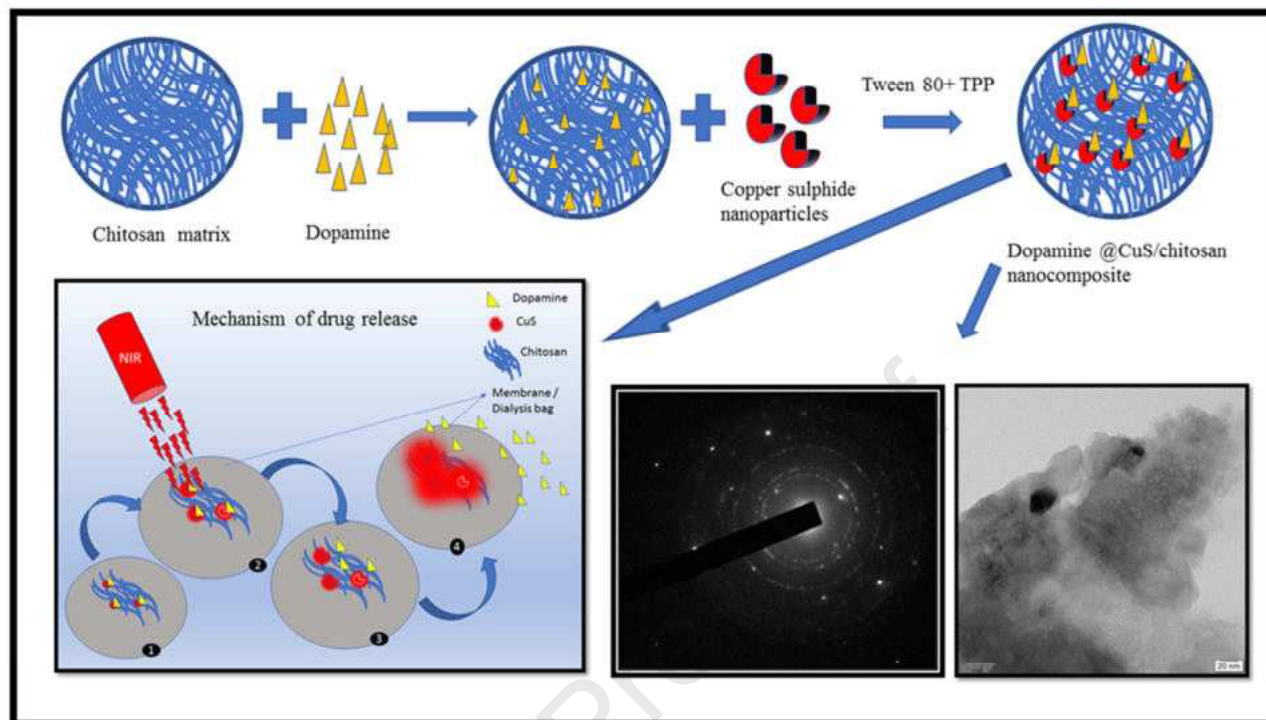 Tween 80+ TPP
Chitosan matrix
Dopamine
Copper sulphide
nanoparticles
Dopamine @CuS/chitosan
nanocomposite
Mechanism of drug release
Dopamine
CuS
Chitosan
Membrane /
Dialysis bag
NIR
1
2
3
4
20 nm